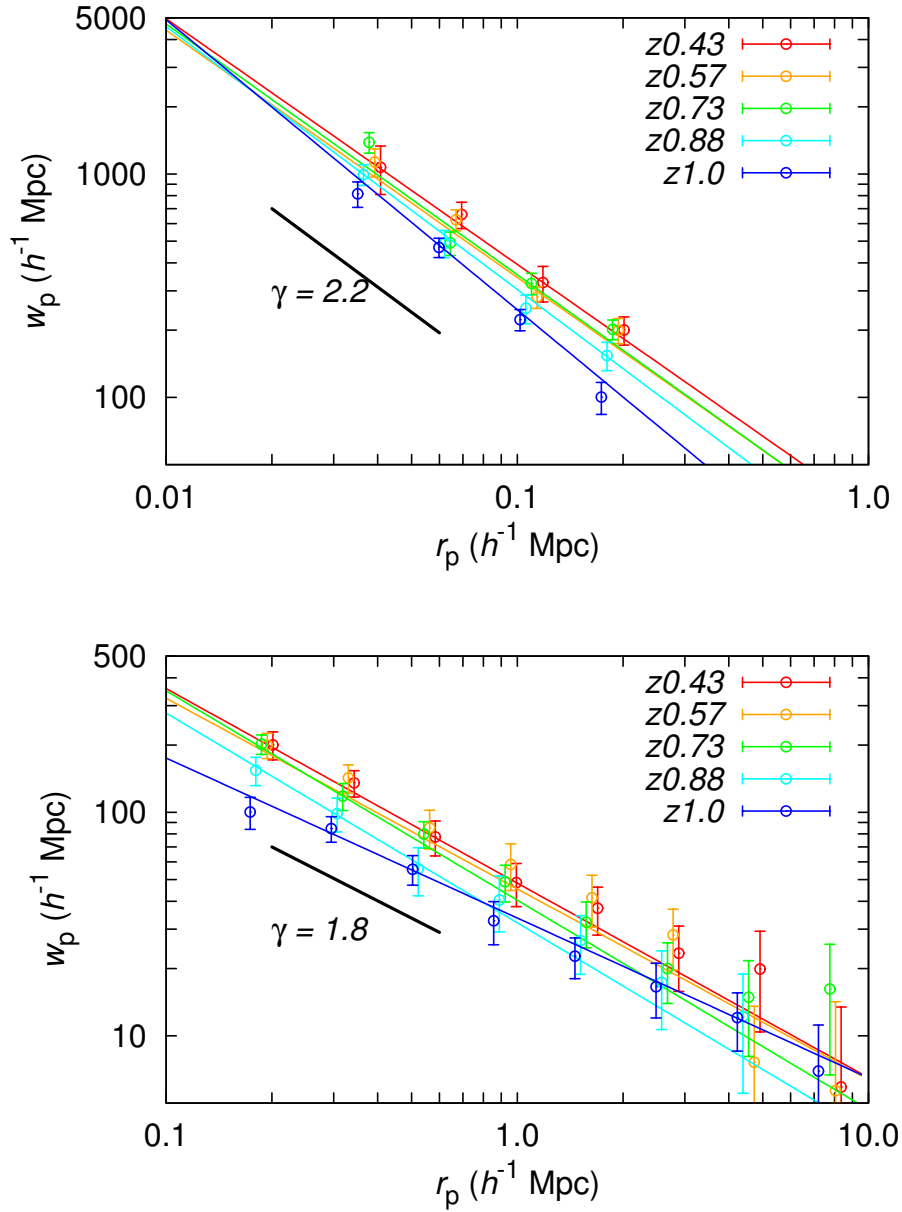 5000
1000
100
w_p (h^-1 Mpc)
z0.43
z0.57
z0.73
z0.88
z1.0
γ = 2.2
0.01 0.1 1.0
r_p (h^-1 Mpc)
500
100
10
w_p (h^-1 Mpc)
z0.43
z0.57
z0.73
z0.88
z1.0
γ = 1.8
0.1 1.0 10.0
r_p (h^-1 Mpc)